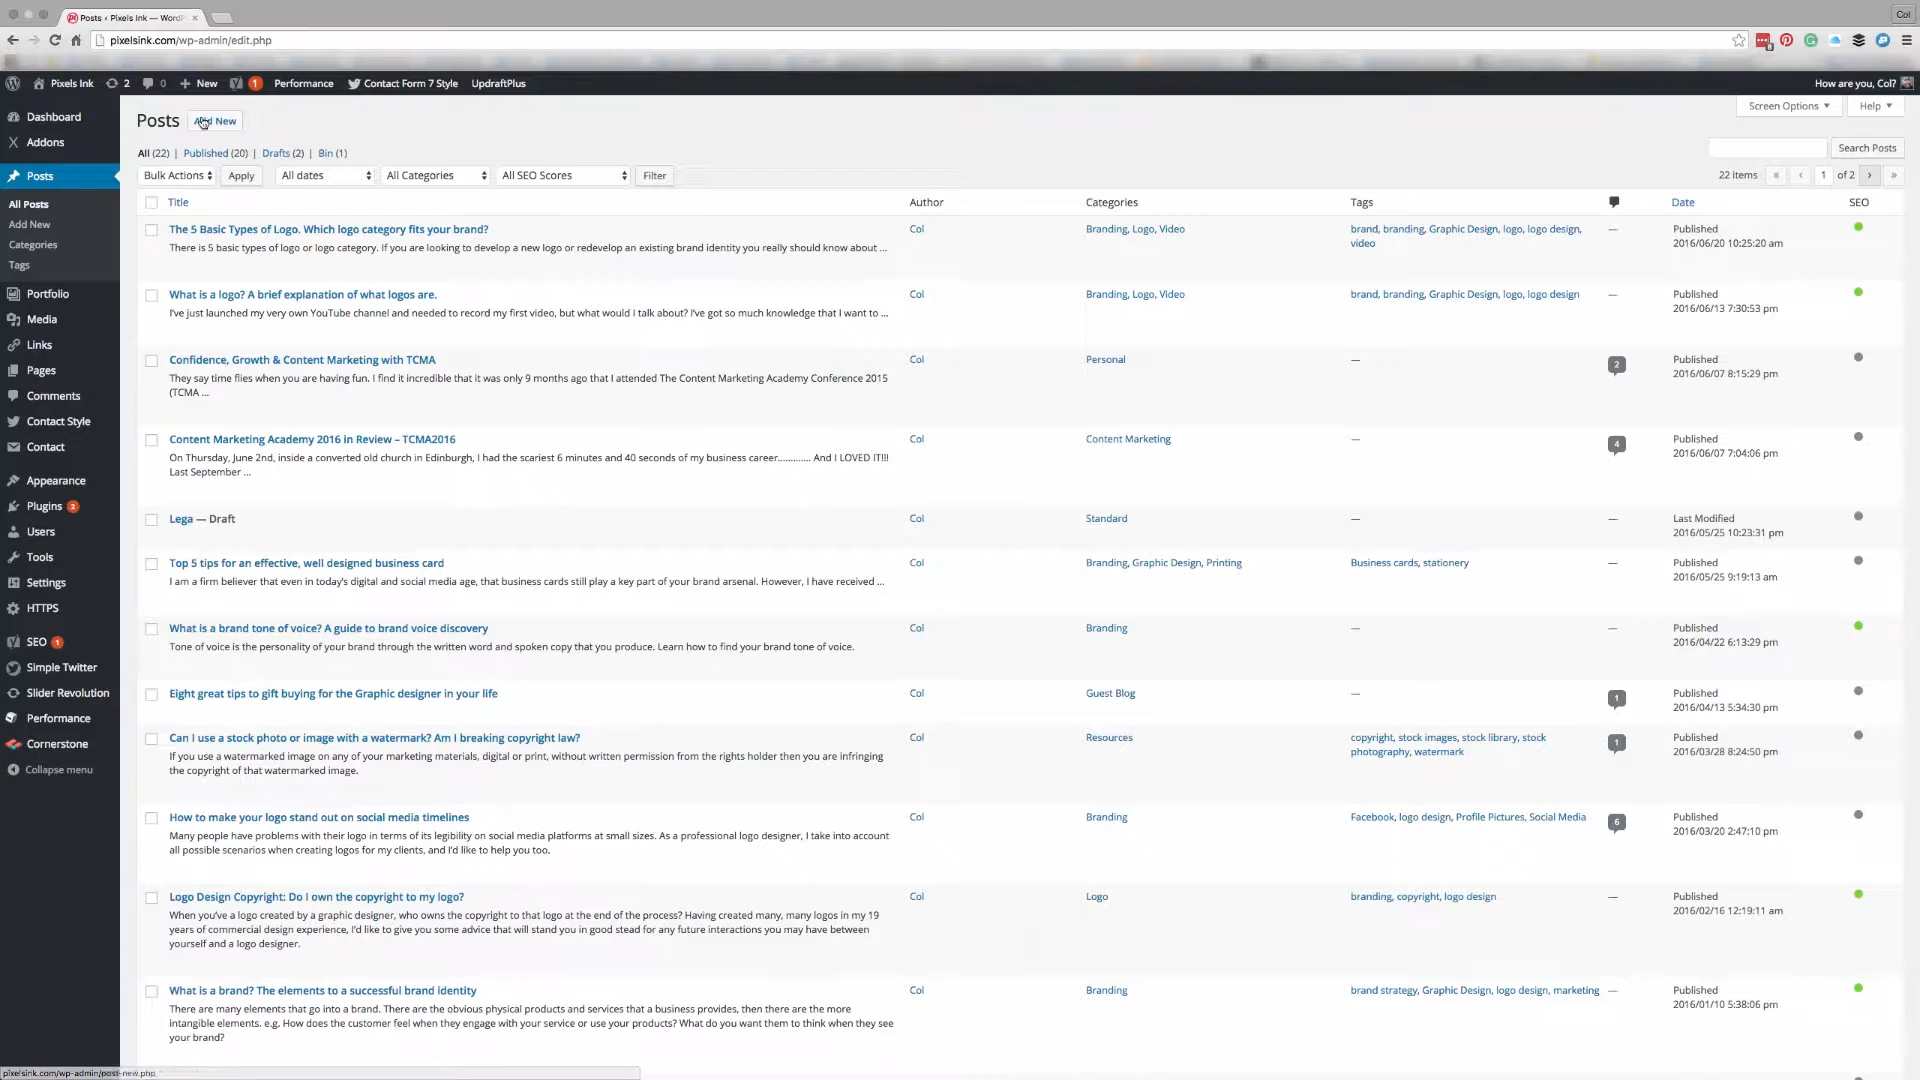 Posts ‹ Pixels Ink — WordP
Col
pixelsink.com/wp-admin/edit.php
Pixels Ink
2
0
New
1
Performance
Contact Form 7 Style
UpdraftPlus
How are you, Col?
Dashboard
Addons
Posts
All Posts
Add New
Categories
Tags
Portfolio
Media
Links
Pages
Comments
Contact Style
Contact
Appearance
Plugins 2
Users
Tools
Settings
HTTPS
SEO 1
Simple Twitter
Slider Revolution
Performance
Cornerstone
Collapse menu
Posts
Add New
Screen Options
Help
All (22) | Published (20) | Drafts (2) | Bin (1)
Search Posts
Bulk Actions
Apply
All dates
All Categories
All SEO Scores
Filter
22 items
«
‹
1
of 2
›
»
Title
Author
Categories
Tags
Date
SEO
The 5 Basic Types of Logo. Which logo category fits your brand?
There is 5 basic types of logo or logo category. If you are looking to develop a new logo or redevelop an existing brand identity you really should know about ...
Col
Branding, Logo, Video
brand, branding, Graphic Design, logo, logo design,
video
—
Published
2016/06/20 10:25:20 am
What is a logo? A brief explanation of what logos are.
I've just launched my very own YouTube channel and needed to record my first video, but what would I talk about? I've got so much knowledge that I want to ...
Col
Branding, Logo, Video
brand, branding, Graphic Design, logo, logo design
—
Published
2016/06/13 7:30:53 pm
Confidence, Growth & Content Marketing with TCMA
They say time flies when you are having fun. I find it incredible that it was only 9 months ago that I attended The Content Marketing Academy Conference 2015
(TCMA ...
Col
Personal
—
2
Published
2016/06/07 8:15:29 pm
Content Marketing Academy 2016 in Review – TCMA2016
On Thursday, June 2nd, inside a converted old church in Edinburgh, I had the scariest 6 minutes and 40 seconds of my business career............ And I LOVED IT!!!
Last September ...
Col
Content Marketing
—
4
Published
2016/06/07 7:04:06 pm
Lega — Draft
Col
Standard
—
—
Last Modified
2016/05/25 10:23:31 pm
Top 5 tips for an effective, well designed business card
I am a firm believer that even in today's digital and social media age, that business cards still play a key part of your brand arsenal. However, I have received ...
Col
Branding, Graphic Design, Printing
Business cards, stationery
—
Published
2016/05/25 9:19:13 am
What is a brand tone of voice? A guide to brand voice discovery
Tone of voice is the personality of your brand through the written word and spoken copy that you produce. Learn how to find your brand tone of voice.
Col
Branding
—
—
Published
2016/04/22 6:13:29 pm
Eight great tips to gift buying for the Graphic designer in your life
Col
Guest Blog
—
1
Published
2016/04/13 5:34:30 pm
Can I use a stock photo or image with a watermark? Am I breaking copyright law?
If you use a watermarked image on any of your marketing materials, digital or print, without written permission from the rights holder then you are infringing
the copyright of that watermarked image.
Col
Resources
copyright, stock images, stock library, stock
photography, watermark
1
Published
2016/03/28 8:24:50 pm
How to make your logo stand out on social media timelines
Many people have problems with their logo in terms of its legibility on social media platforms at small sizes. As a professional logo designer, I take into account
all possible scenarios when creating logos for my clients, and I'd like to help you too.
Col
Branding
Facebook, logo design, Profile Pictures, Social Media
6
Published
2016/03/20 2:47:10 pm
Logo Design Copyright: Do I own the copyright to my logo?
When you've a logo created by a graphic designer, who owns the copyright to that logo at the end of the process? Having created many, many logos in my 19
years of commercial design experience, I'd like to give you some advice that will stand you in good stead for any future interactions you may have between
yourself and a logo designer.
Col
Logo
branding, copyright, logo design
—
Published
2016/02/16 12:19:11 am
What is a brand? The elements to a successful brand identity
There are many elements that go into a brand. There are the obvious physical products and services that a business provides, then there are the more
intangible elements. e.g. How does the customer feel when they engage with your service or use your products? What do you want them to think when they see
your brand?
Col
Branding
brand strategy, Graphic Design, logo design, marketing
—
Published
2016/01/10 5:38:06 pm
pixelsink.com/wp-admin/post-new.php